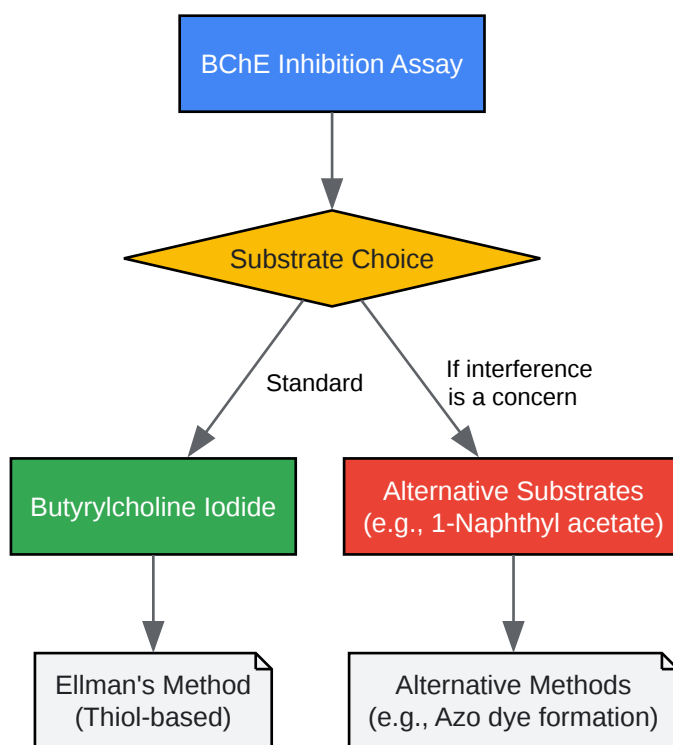 BChE Inhibition Assay
Substrate Choice
Standard
If interference
is a concern
Butyrylcholine Iodide
Alternative Substrates
(e.g., 1-Naphthyl acetate)
Ellman's Method
(Thiol-based)
Alternative Methods
(e.g., Azo dye formation)